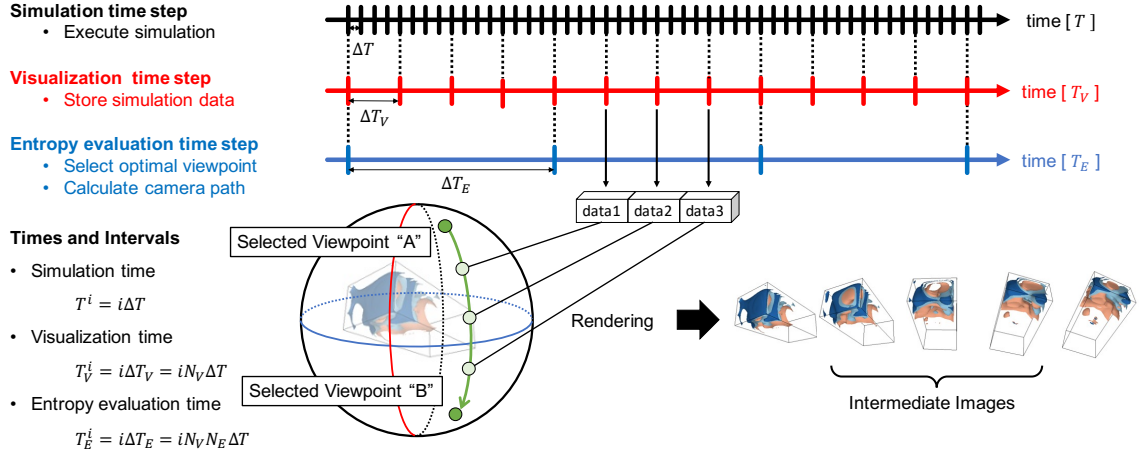 Simulation time step
• Execute simulation
time [ T ]
ΔT
Visualization time step
• Store simulation data
time [ T_V ]
ΔT_V
Entropy evaluation time step
• Select optimal viewpoint
• Calculate camera path
time [ T_E ]
ΔT_E
data1 data2 data3
Times and Intervals
• Simulation time
T^i = iΔT
• Visualization time
T_V^i = iΔT_V = iN_VΔT
• Entropy evaluation time
T_E^i = iΔT_E = iN_VN_EΔT
Selected Viewpoint “A”
Selected Viewpoint “B”
Rendering
Intermediate Images